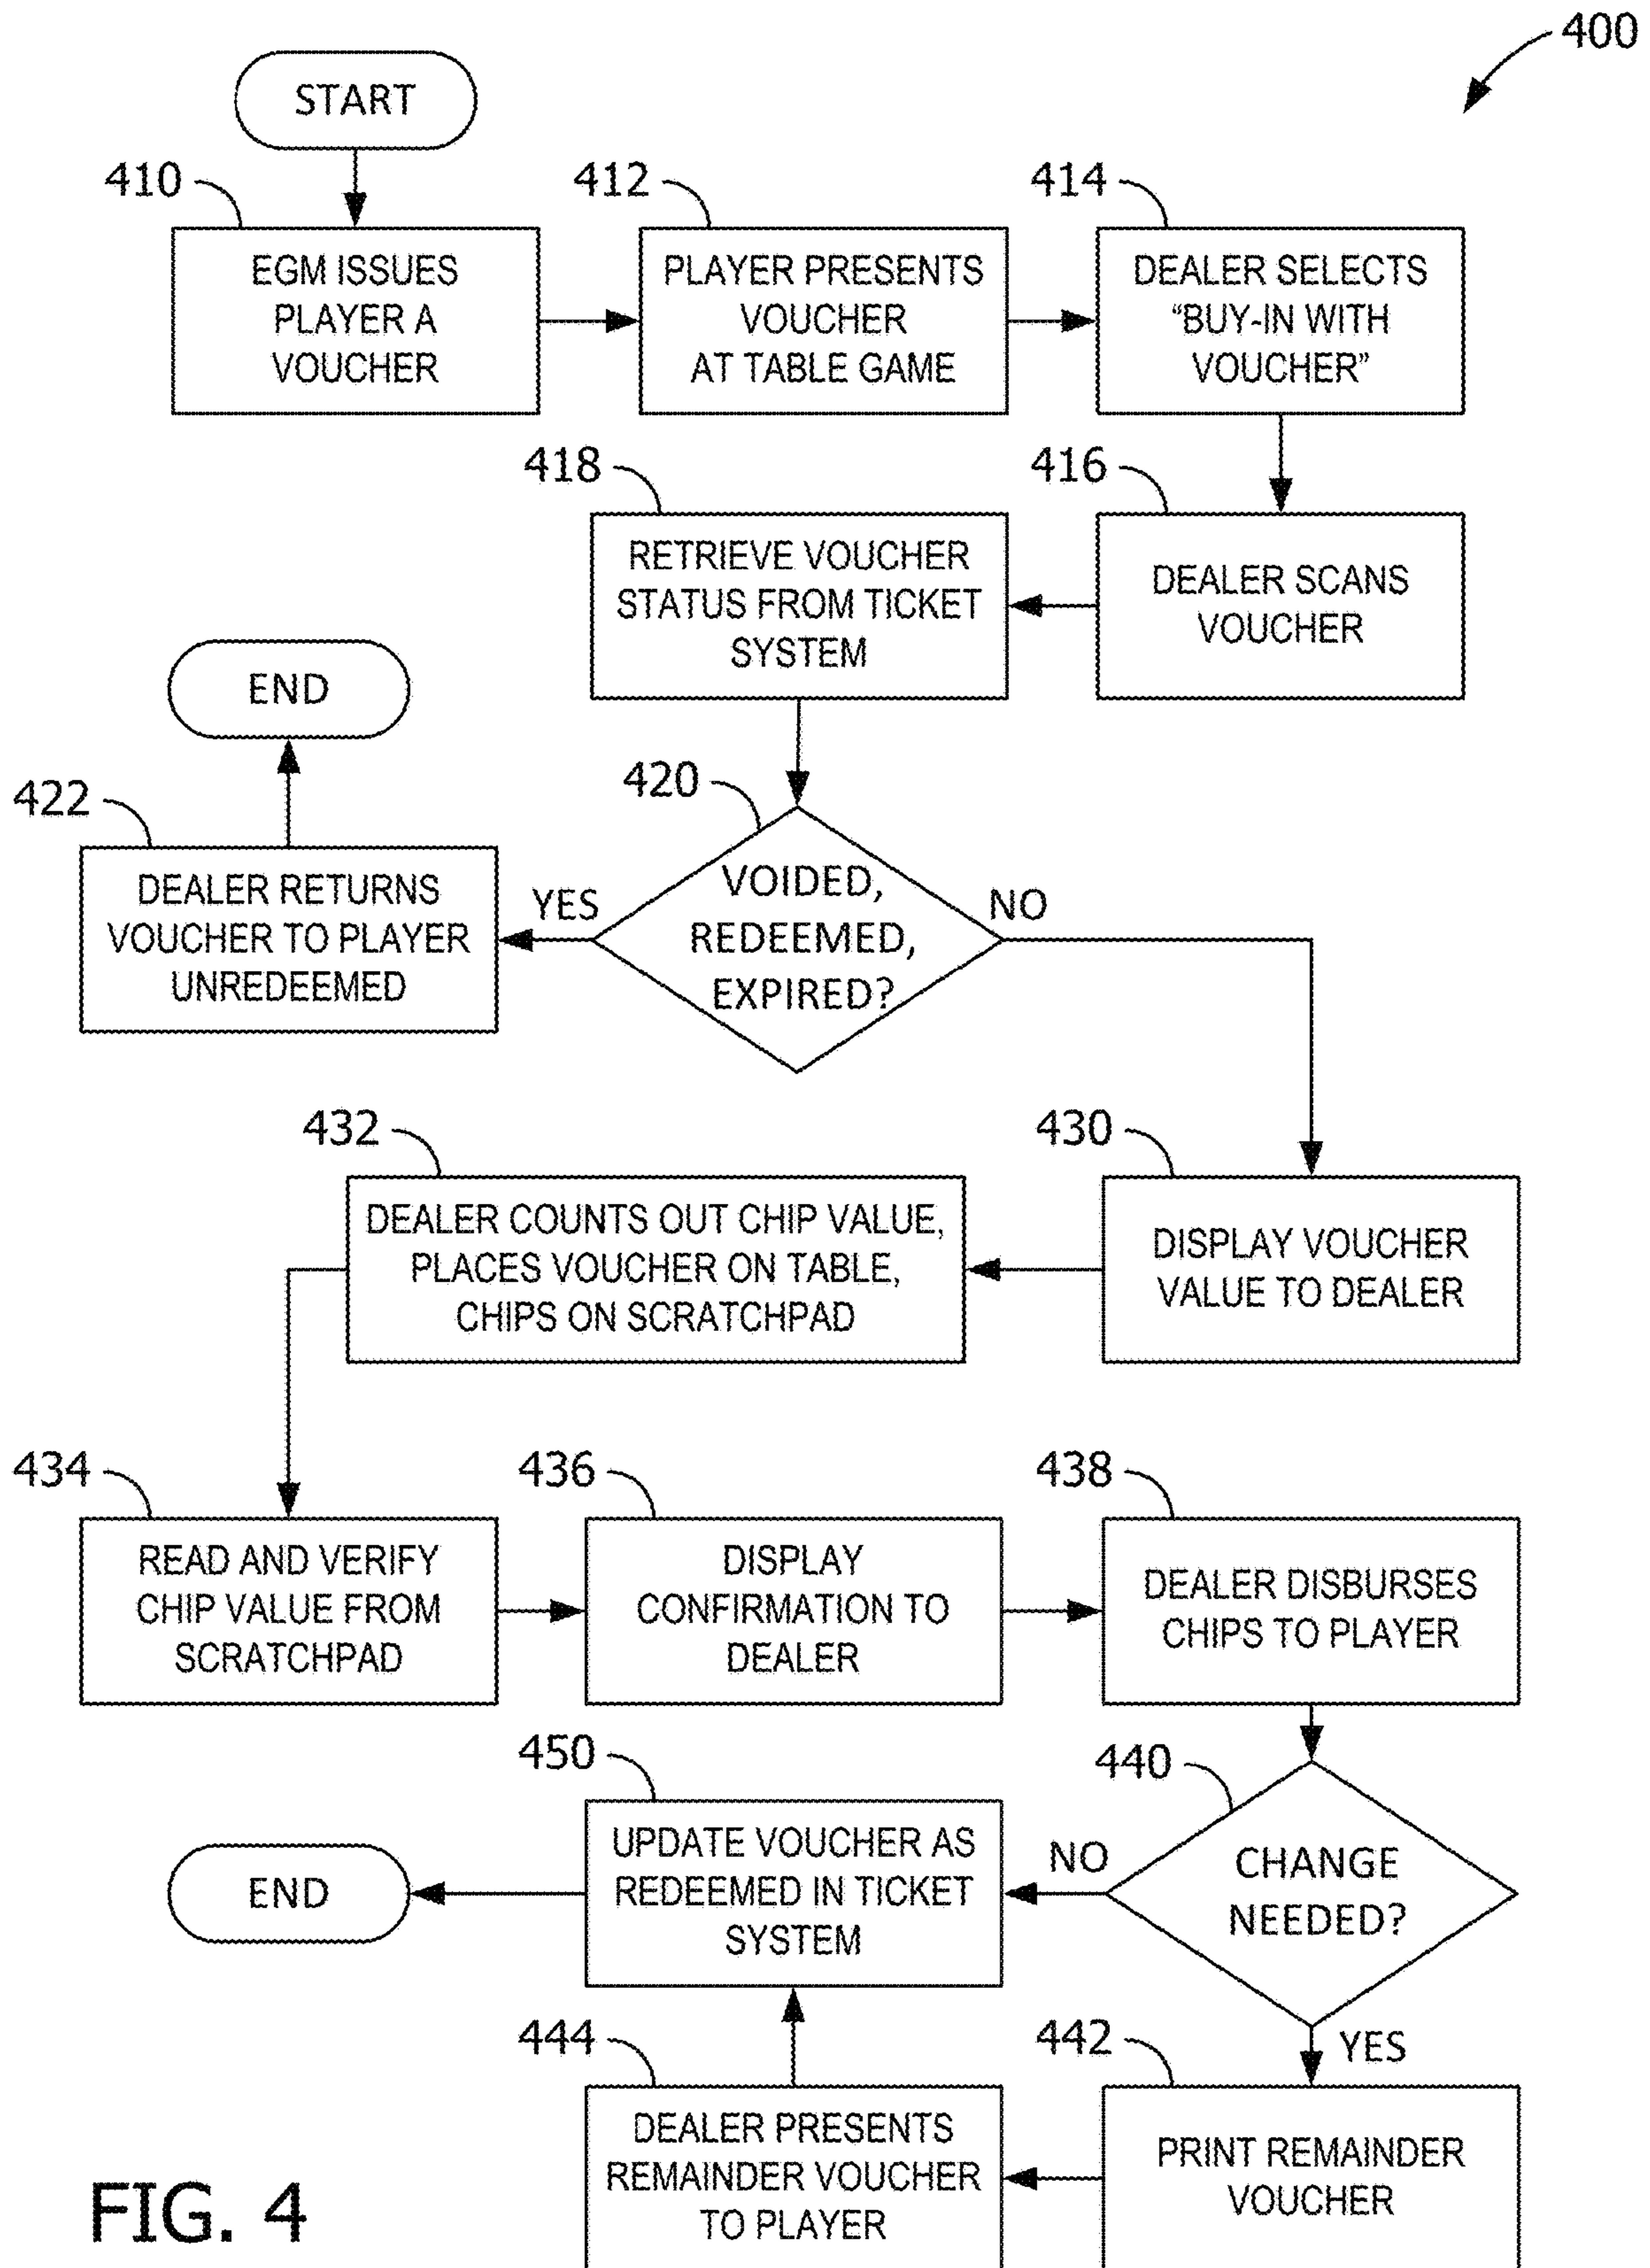 400
START
410
412
414
EGM ISSUES
PLAYER A
VOUCHER
PLAYER PRESENTS
VOUCHER
AT TABLE GAME
DEALER SELECTS
“BUY-IN WITH
VOUCHER”
418
416
RETRIEVE VOUCHER
STATUS FROM TICKET
SYSTEM
DEALER SCANS
VOUCHER
END
420
422
DEALER RETURNS
VOUCHER TO PLAYER
UNREDEEMED
YES
VOIDED,
REDEEMED,
EXPIRED?
NO
432
430
DEALER COUNTS OUT CHIP VALUE,
PLACES VOUCHER ON TABLE,
CHIPS ON SCRATCHPAD
DISPLAY VOUCHER
VALUE TO DEALER
434
436
438
READ AND VERIFY
CHIP VALUE FROM
SCRATCHPAD
DISPLAY
CONFIRMATION TO
DEALER
DEALER DISBURSES
CHIPS TO PLAYER
450
440
END
UPDATE VOUCHER AS
REDEEMED IN TICKET
SYSTEM
NO
CHANGE
NEEDED?
444
442
YES
DEALER PRESENTS
REMAINDER VOUCHER
TO PLAYER
PRINT REMAINDER
VOUCHER
FIG. 4